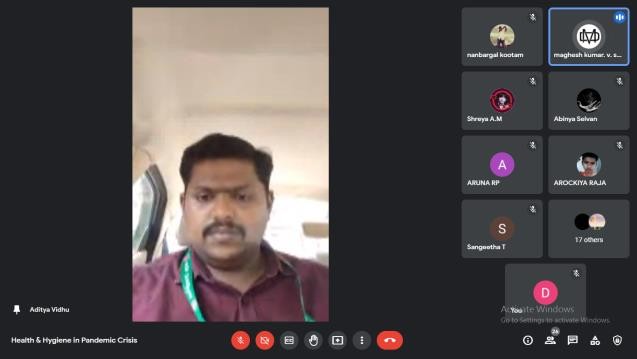 nanbargal kootam
maghesh kumar. v. s...
Shreya A.M
Abinya Selvan
A
ARUNA RP
AROCKIYA RAJA
S
Sangeetha T
17 others
D
You
Activate Windows
Go to Settings to activate Windows.
Aditya Vidhu
Health & Hygiene in Pandemic Crisis
26